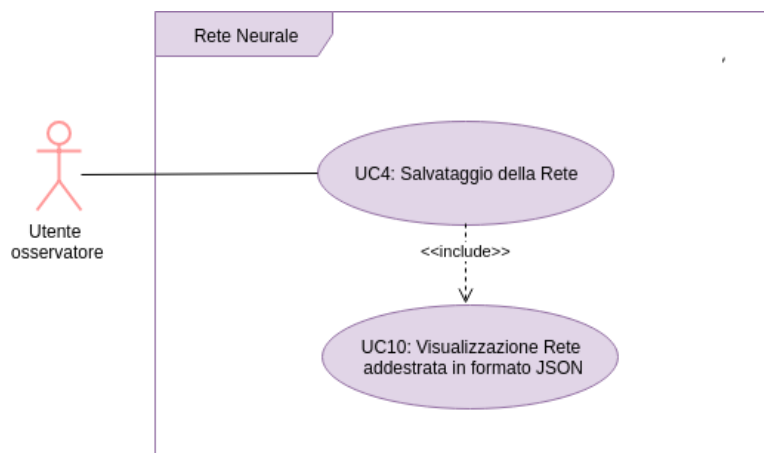 Rete Neurale
UC4: Salvataggio della Rete
Utente
osservatore
<<include>>
UC10: Visualizzazione Rete
addestrata in formato JSON